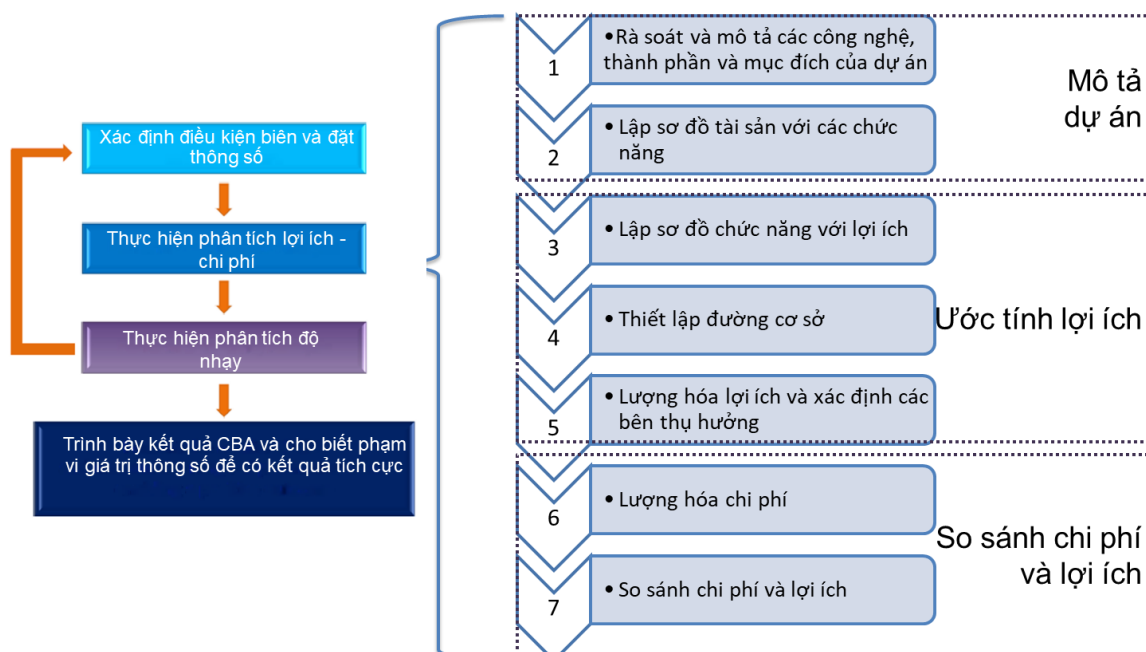 Xác định điều kiện biên và đặt
thông số
Thực hiện phân tích lợi ích -
chi phí
Thực hiện phân tích độ
nhạy
Trình bày kết quả CBA và cho biết phạm
vi giá trị thông số để có kết quả tích cực
1
•Rà soát và mô tả các công nghệ,
thành phần và mục đích của dự án
2
• Lập sơ đồ tài sản với các chức
năng
Mô tả
dự án
3
• Lập sơ đồ chức năng với lợi ích
4
• Thiết lập đường cơ sở
5
• Lượng hóa lợi ích và xác định các
bên thụ hưởng
Ước tính lợi ích
6
• Lượng hóa chi phí
7
• So sánh chi phí và lợi ích
So sánh chi phí
và lợi ích